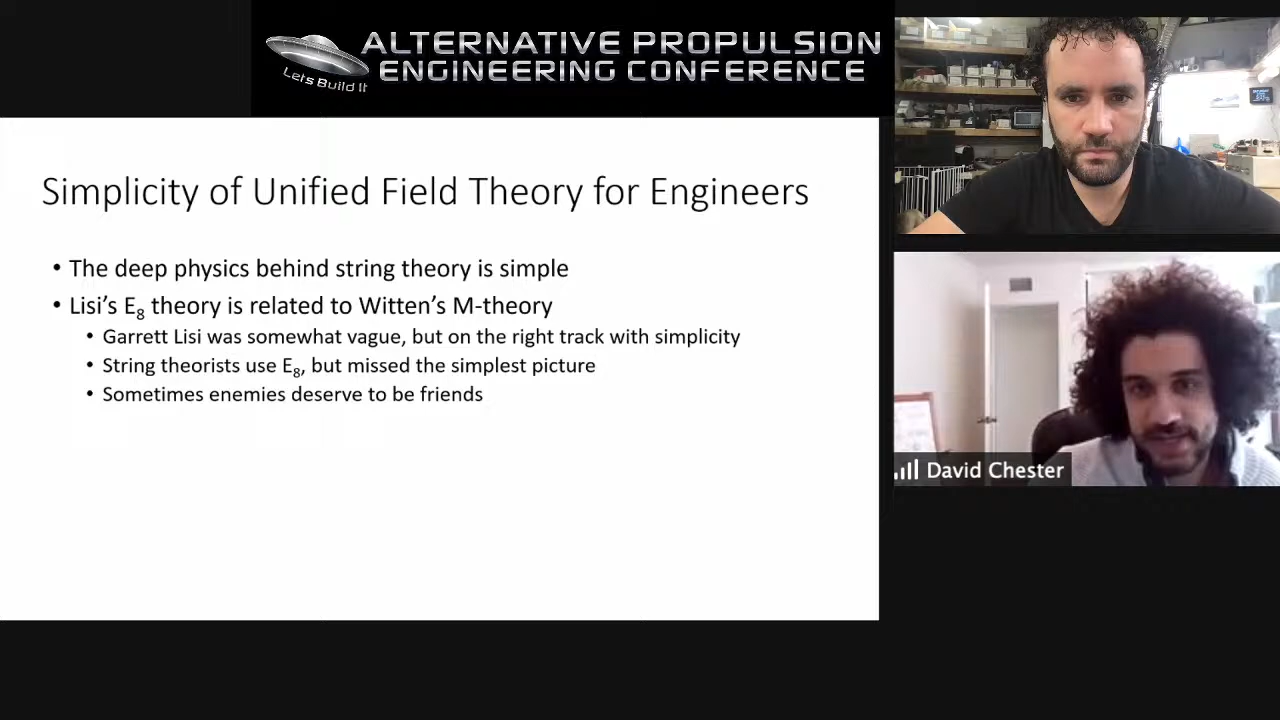 ALTERNATIVE PROPULSION
ENGINEERING CONFERENCE
Lets Build It
Simplicity of Unified Field Theory for Engineers
• The deep physics behind string theory is simple
• Lisi’s E₈ theory is related to Witten’s M-theory
• Garrett Lisi was somewhat vague, but on the right track with simplicity
• String theorists use E₈, but missed the simplest picture
• Sometimes enemies deserve to be friends
David Chester